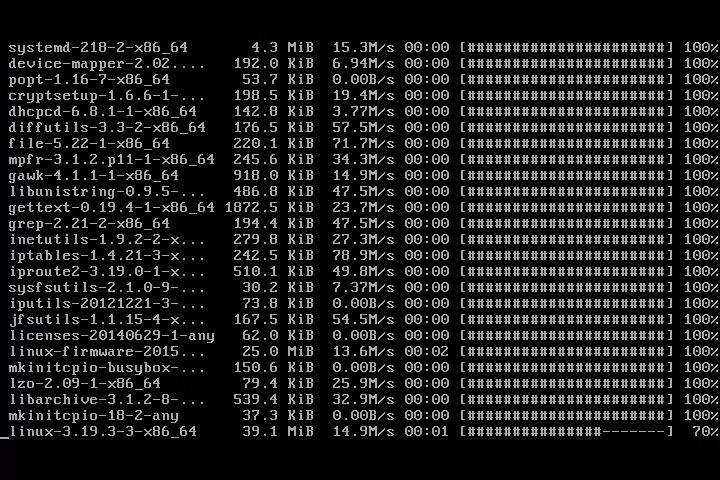 systemd-218-2-x86_64 4.3 MiB 15.3M/s 00:00 [######################] 100%
device-mapper-2.02.... 192.0 KiB 6.94M/s 00:00 [######################] 100%
popt-1.16-7-x86_64 53.7 KiB 0.00B/s 00:00 [######################] 100%
cryptsetup-1.6.6-1-... 198.5 KiB 19.4M/s 00:00 [######################] 100%
dhcpcd-6.8.1-1-x86_64 142.8 KiB 3.77M/s 00:00 [######################] 100%
diffutils-3.3-2-x86_64 176.5 KiB 57.5M/s 00:00 [######################] 100%
file-5.22-1-x86_64 220.1 KiB 71.7M/s 00:00 [######################] 100%
mpfr-3.1.2.p11-1-x86_64 245.6 KiB 34.3M/s 00:00 [######################] 100%
gawk-4.1.1-1-x86_64 918.0 KiB 14.9M/s 00:00 [######################] 100%
libunistring-0.9.5-... 486.8 KiB 47.5M/s 00:00 [######################] 100%
gettext-0.19.4-1-x86_64 1872.5 KiB 23.7M/s 00:00 [######################] 100%
grep-2.21-2-x86_64 194.4 KiB 47.5M/s 00:00 [######################] 100%
inetutils-1.9.2-2-x... 279.8 KiB 27.3M/s 00:00 [######################] 100%
iptables-1.4.21-3-x... 242.5 KiB 78.9M/s 00:00 [######################] 100%
iproute2-3.19.0-1-x... 510.1 KiB 49.8M/s 00:00 [######################] 100%
sysfsutils-2.1.0-9-... 30.2 KiB 7.37M/s 00:00 [######################] 100%
iputils-20121221-3-... 73.8 KiB 0.00B/s 00:00 [######################] 100%
jfsutils-1.1.15-4-x... 167.5 KiB 54.5M/s 00:00 [######################] 100%
licenses-20140629-1-any 62.0 KiB 0.00B/s 00:00 [######################] 100%
linux-firmware-2015... 25.0 MiB 13.6M/s 00:02 [######################] 100%
mkinitcpio-busybox-... 150.6 KiB 0.00B/s 00:00 [######################] 100%
lzo-2.09-1-x86_64 79.4 KiB 25.9M/s 00:00 [######################] 100%
libarchive-3.1.2-8-... 539.4 KiB 32.9M/s 00:00 [######################] 100%
mkinitcpio-18-2-any 37.3 KiB 0.00B/s 00:00 [######################] 100%
_linux-3.19.3-3-x86_64 39.1 MiB 14.9M/s 00:01 [###############-------] 70%